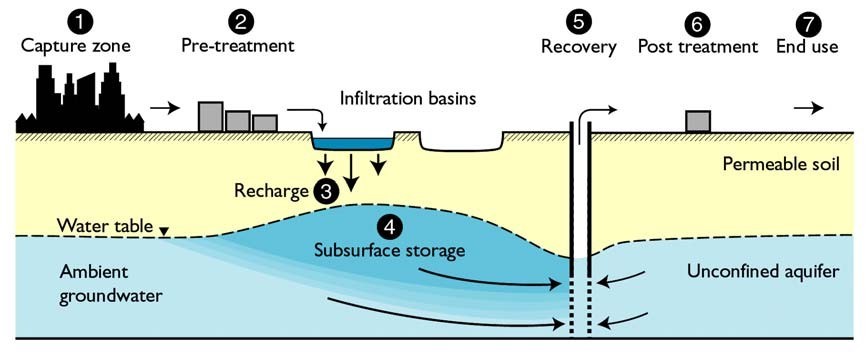 1
Capture zone
2
Pre-treatment
5
Recovery
6
Post treatment
7
End use
Infiltration basins
Permeable soil
Recharge 3
Water table
4
Subsurface storage
Ambient
groundwater
Unconfined aquifer